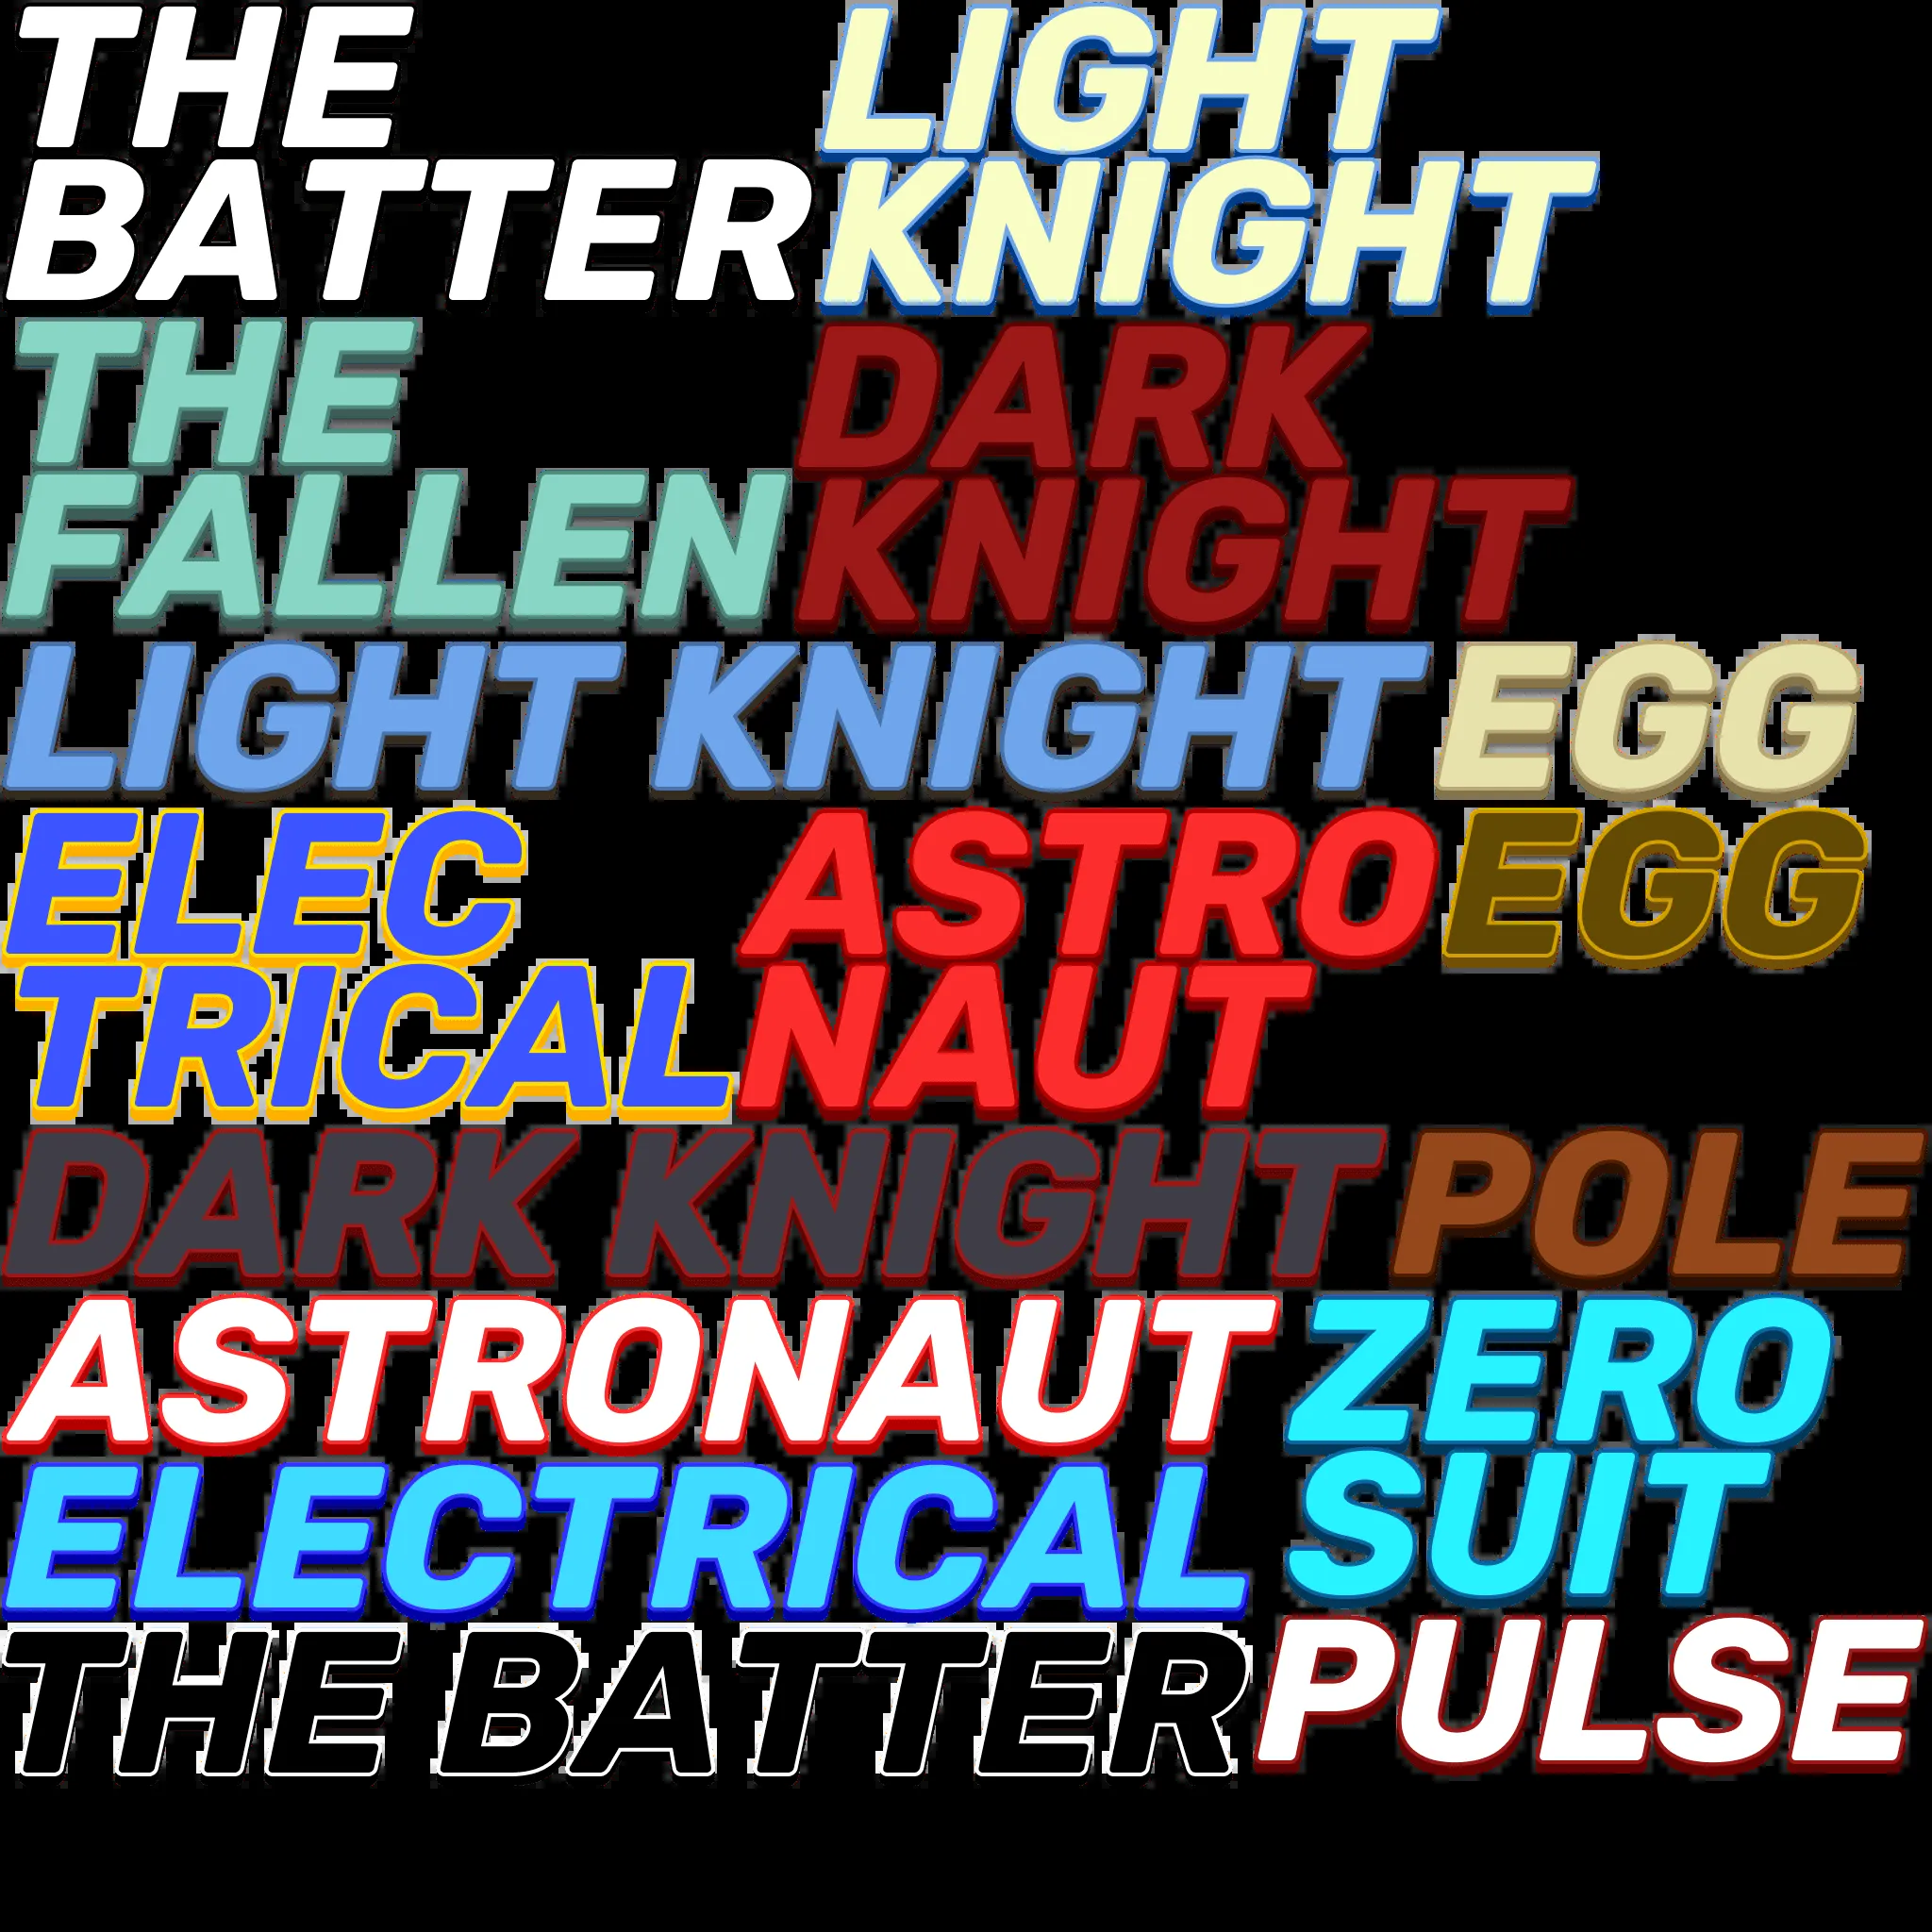 THE
BATTER
LIGHT
KNIGHT
THE
FALLEN
DARK
KNIGHT
LIGHT KNIGHT
EGG
ELEC
TRICAL
ASTRO
NAUT
EGG
DARK KNIGHT
POLE
ASTRONAUT
ZERO
SUIT
ELECTRICAL
THE BATTER
PULSE